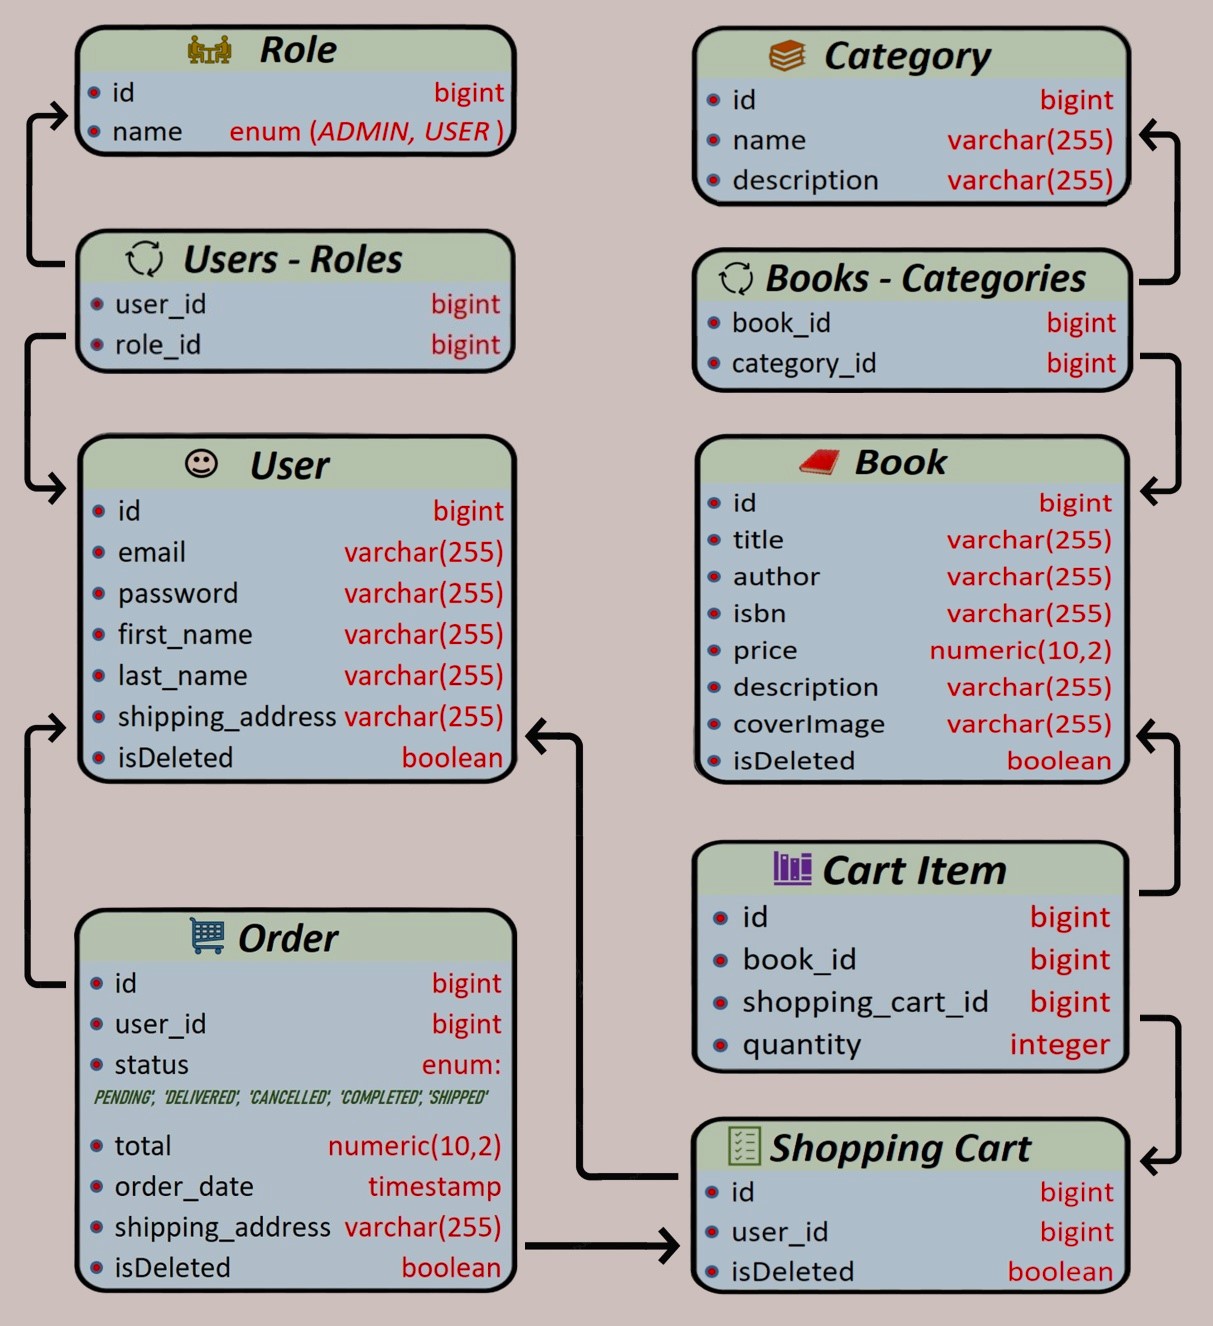 Role
id bigint
name enum (ADMIN, USER )
Users - Roles
user_id bigint
role_id bigint
User
id bigint
email varchar(255)
password varchar(255)
first_name varchar(255)
last_name varchar(255)
shipping_address varchar(255)
isDeleted boolean
Order
id bigint
user_id bigint
status enum:
PENDING', 'DELIVERED', 'CANCELLED', 'COMPLETED', 'SHIPPED'
total numeric(10,2)
order_date timestamp
shipping_address varchar(255)
isDeleted boolean
Category
id bigint
name varchar(255)
description varchar(255)
Books - Categories
book_id bigint
category_id bigint
Book
id bigint
title varchar(255)
author varchar(255)
isbn varchar(255)
price numeric(10,2)
description varchar(255)
coverImage varchar(255)
isDeleted boolean
Cart Item
id bigint
book_id bigint
shopping_cart_id bigint
quantity integer
Shopping Cart
id bigint
user_id bigint
isDeleted boolean